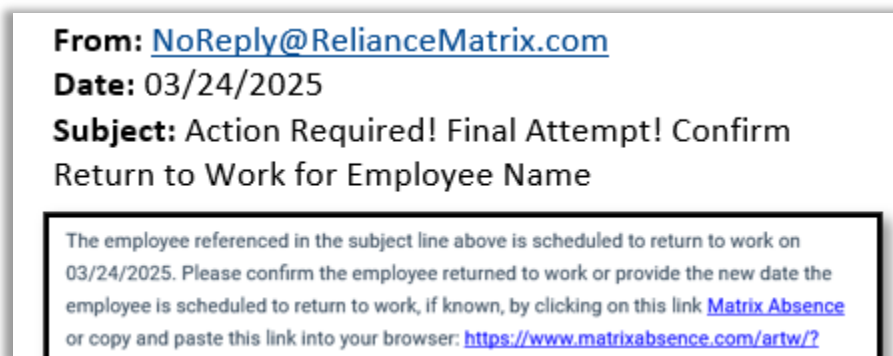 From: NoReply@RelianceMatrix.com
Date: 03/24/2025
Subject: Action Required! Final Attempt! Confirm
Return to Work for Employee Name
The employee referenced in the subject line above is scheduled to return to work on
03/24/2025. Please confirm the employee returned to work or provide the new date the
employee is scheduled to return to work, if known, by clicking on this link Matrix Absence
or copy and paste this link into your browser: https://www.matrixabsence.com/artw/?